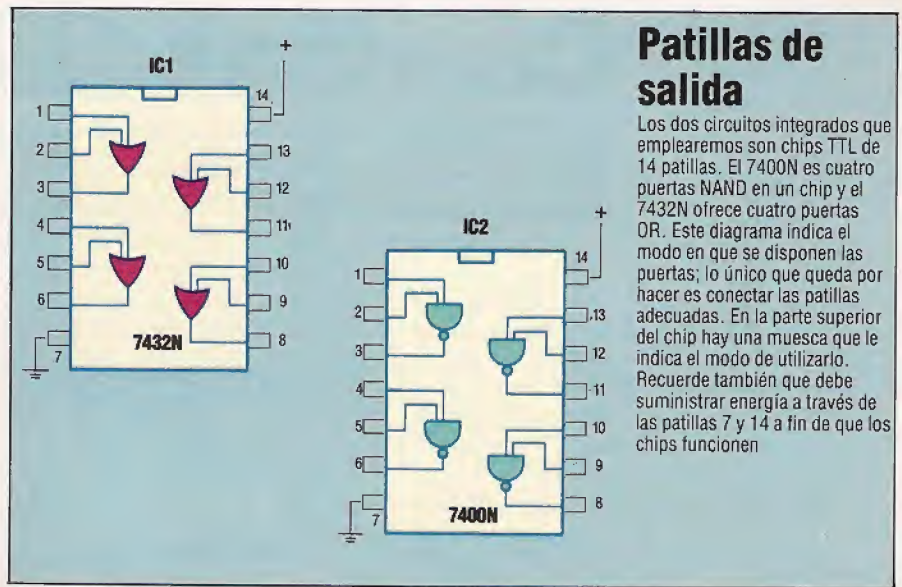 Patillas de
salida
Los dos circuitos integrados que
emplearemos son chips TTL de
14 patillas. El 7400N es cuatro
puertas NAND en un chip y el
7432N ofrece cuatro puertas
OR. Este diagrama indica el
modo en que se disponen las
puertas; lo único que queda por
hacer es conectar las patillas
adecuadas. En la parte superior
del chip hay una muesca que le
indica el modo de utilizarlo.
Recuerde también que debe
suministrar energía a través de
las patillas 7 y 14 a fin de que los
chips funcionen
IC1
+
1
14
2
13
3
12
4
11
5
10
6
9
7
8
7432N
IC2
+
1
14
2
13
3
12
4
11
5
10
6
9
7
8
7400N